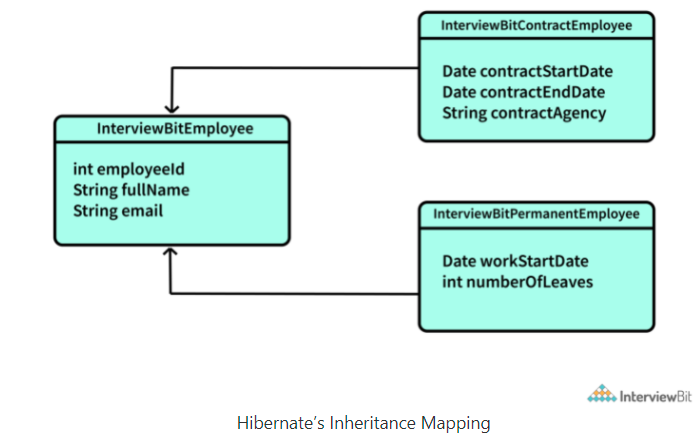 InterviewBitContractEmployee
Date contractStartDate
Date contractEndDate
String contractAgency
InterviewBitEmployee
int employeeId
String fullName
String email
InterviewBitPermanentEmployee
Date workStartDate
int numberOfLeaves
InterviewBit
Hibernate's Inheritance Mapping